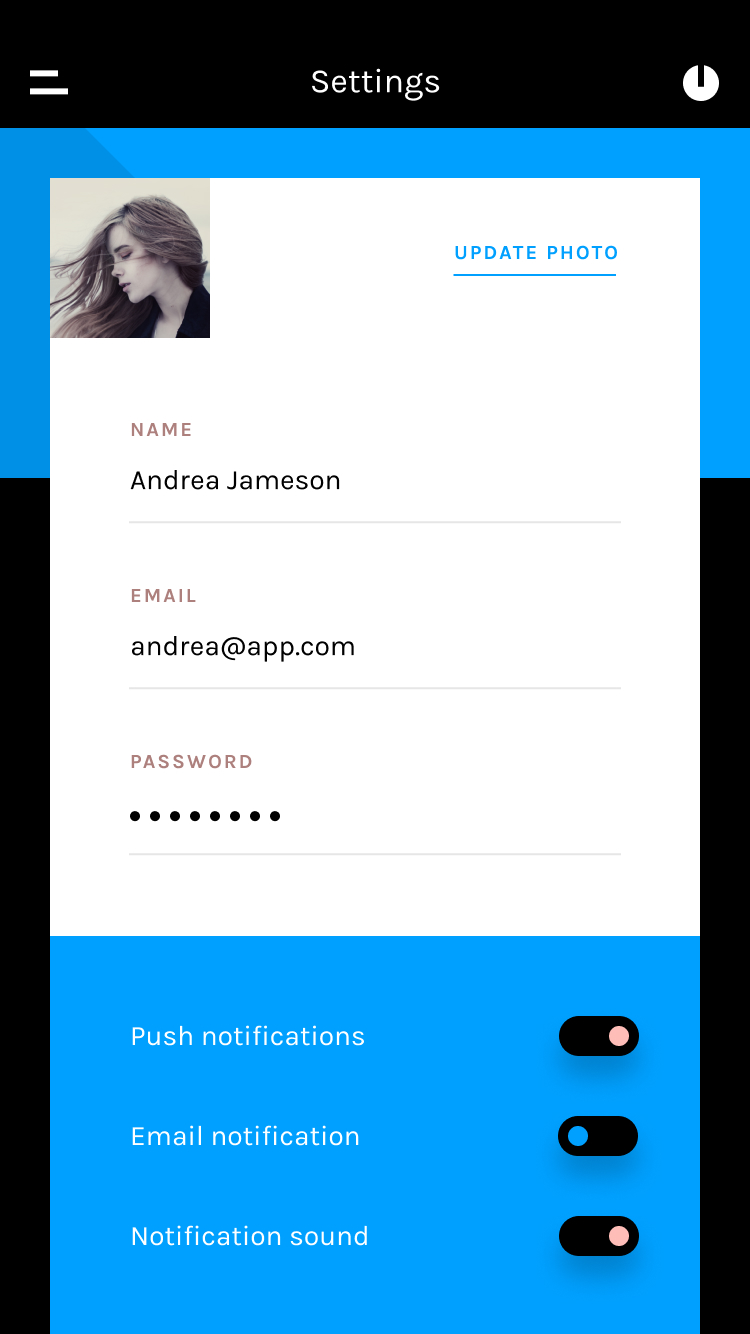 Settings
UPDATE PHOTO
NAME
Andrea Jameson
EMAIL
andrea@app.com
PASSWORD
••••••••
Push notifications
Email notification
Notification sound